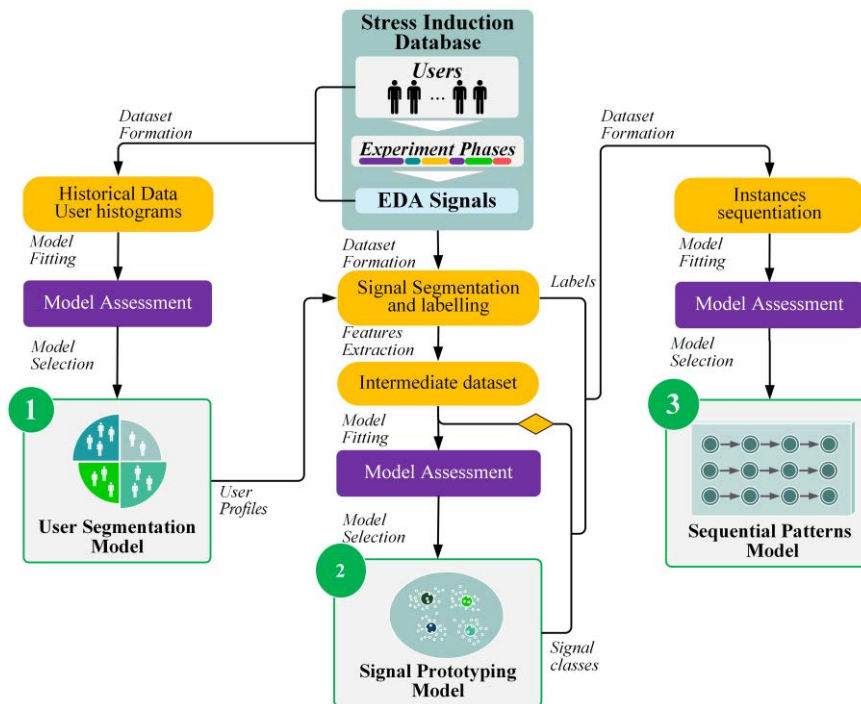 Stress Induction
Database
Users
...
Experiment Phases
EDA Signals
Dataset
Formation
Historical Data
User histograms
Model
Fitting
Model Assessment
Model
Selection
1
User Segmentation
Model
User
Profiles
Dataset
Formation
Signal Segmentation
and labelling
Features
Extraction
Intermediate dataset
Model
Fitting
Model Assessment
Model
Selection
2
Signal Prototyping
Model
Labels
Signal
classes
Dataset
Formation
Instances
sequentiation
Model
Fitting
Model Assessment
Model
Selection
3
Sequential Patterns
Model